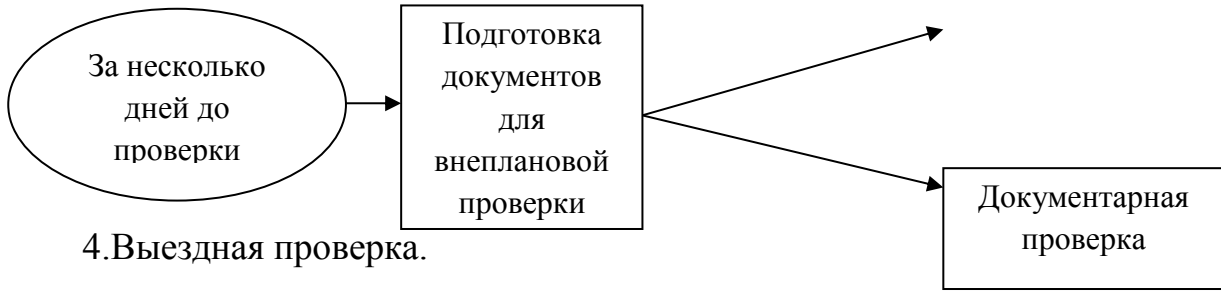 За несколько
дней до
проверки
Подготовка
документов
для
внеплановой
проверки
Документарная
проверка
4.Выездная проверка.